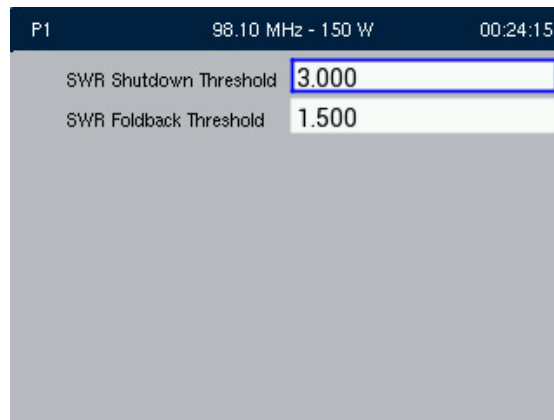 P1 98.10 MHz - 150 W 00:24:15
SWR Shutdown Threshold 3.000
SWR Foldback Threshold 1.500